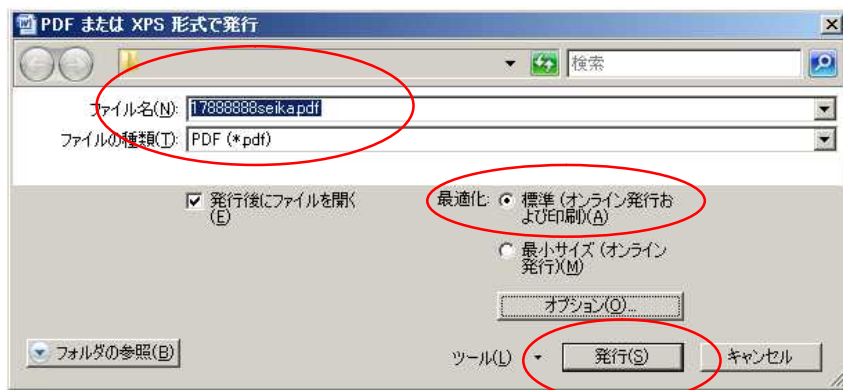 PDF または XPS 形式で発行
検索
ファイル名(N): 17888888seika.pdf
ファイルの種類(T): PDF (*.pdf)
発行後にファイルを開く
(E)
最適化: 標準 (オンライン発行お
よび印刷)(A)
最小サイズ (オンライン
発行)(M)
オプション(O)...
フォルダの参照(B)
ツール(L)
発行(S)
キャンセル